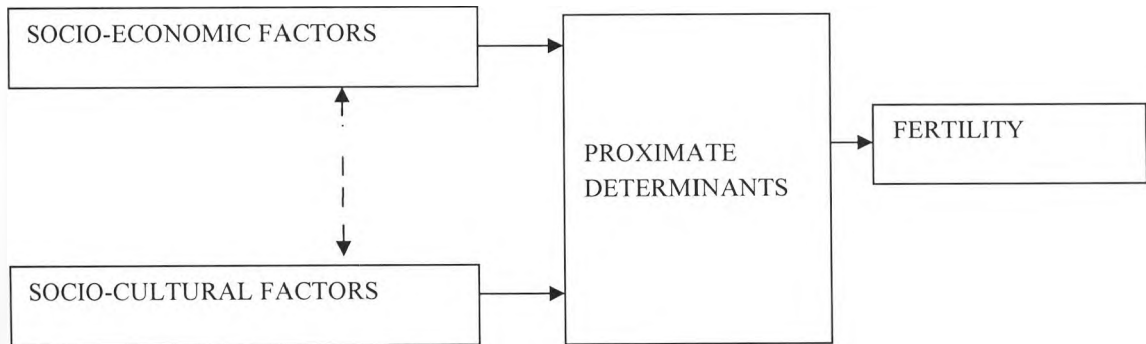 SOCIO-ECONOMIC FACTORS
PROXIMATE
DETERMINANTS
FERTILITY
SOCIO-CULTURAL FACTORS